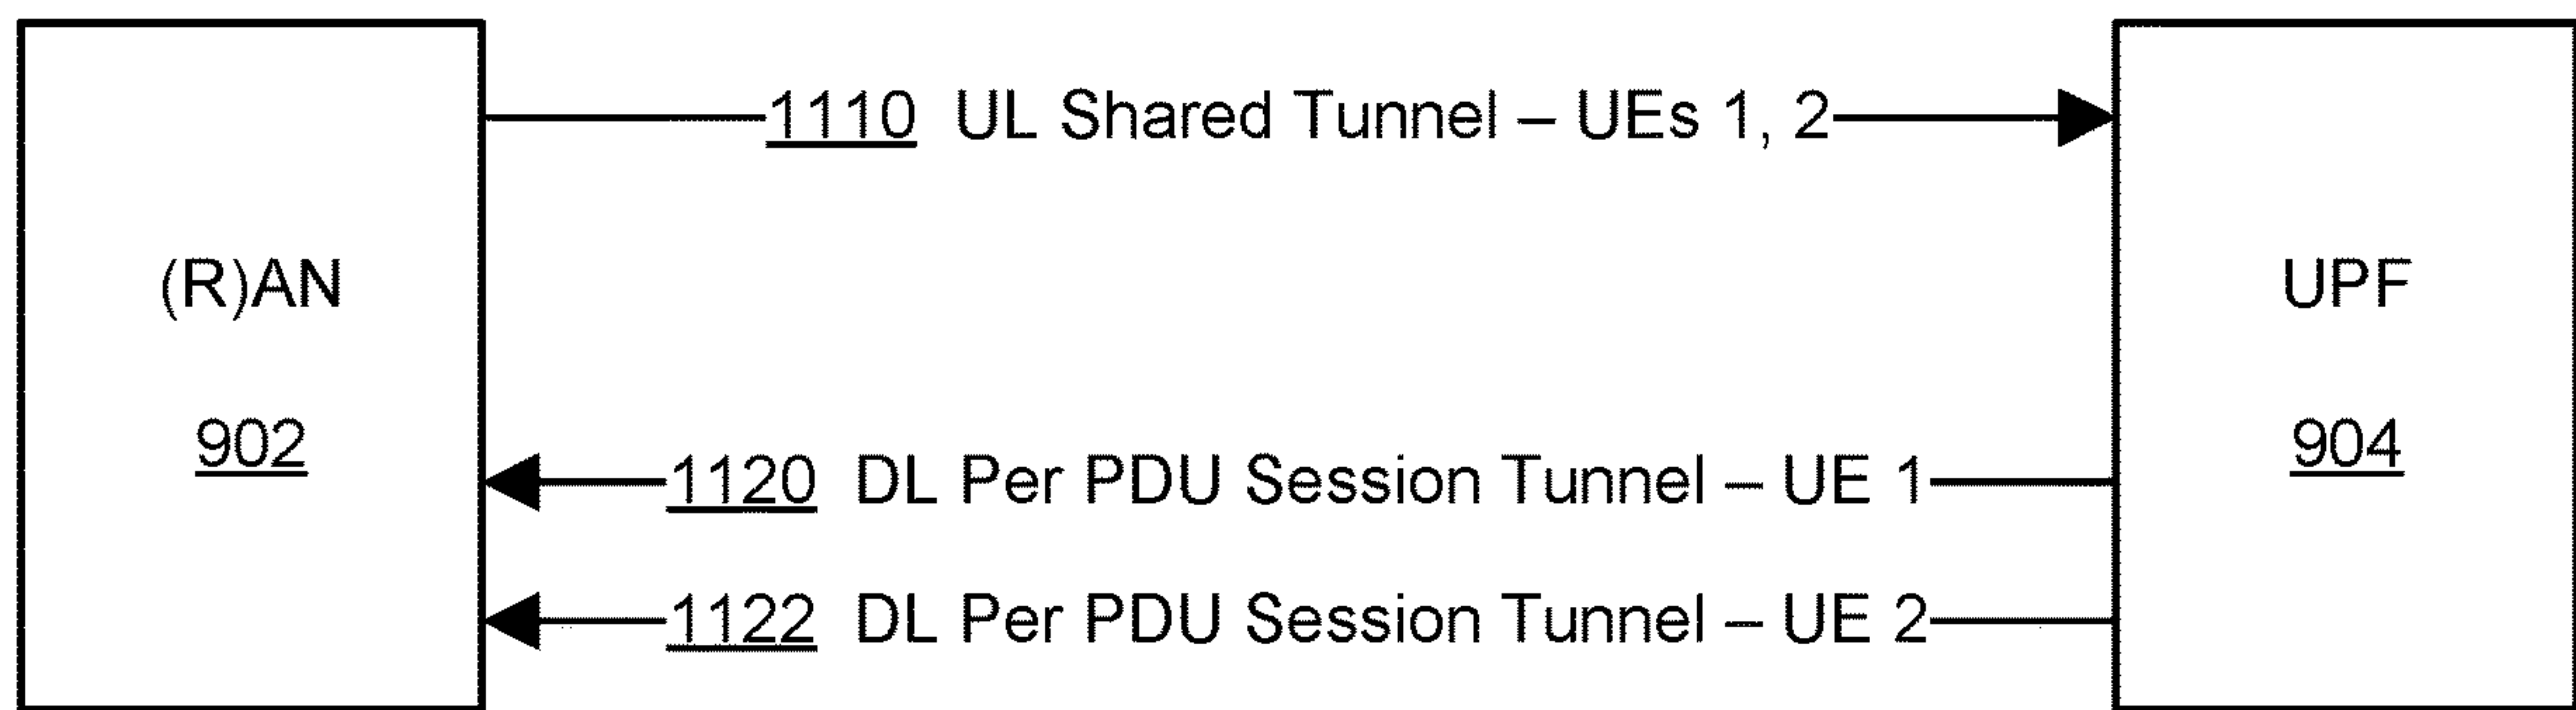 1110 UL Shared Tunnel – UEs 1, 2
(R)AN
902
UPF
904
1120 DL Per PDU Session Tunnel – UE 1
1122 DL Per PDU Session Tunnel – UE 2